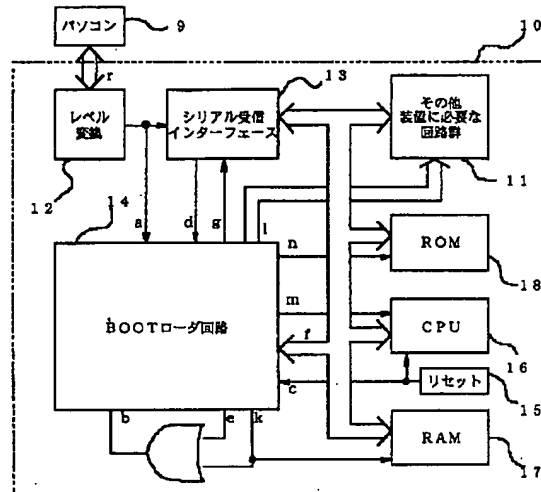 パソコン
9
10
r
13
レベル
変換
シリアル受信
インターフェース
その他
装置に必要な
回路群
12
14
11
a
d
g
l
n
ROM
18
m
BOOTローダ回路
f
CPU
16
c
リセット
15
b
e
k
RAM
17